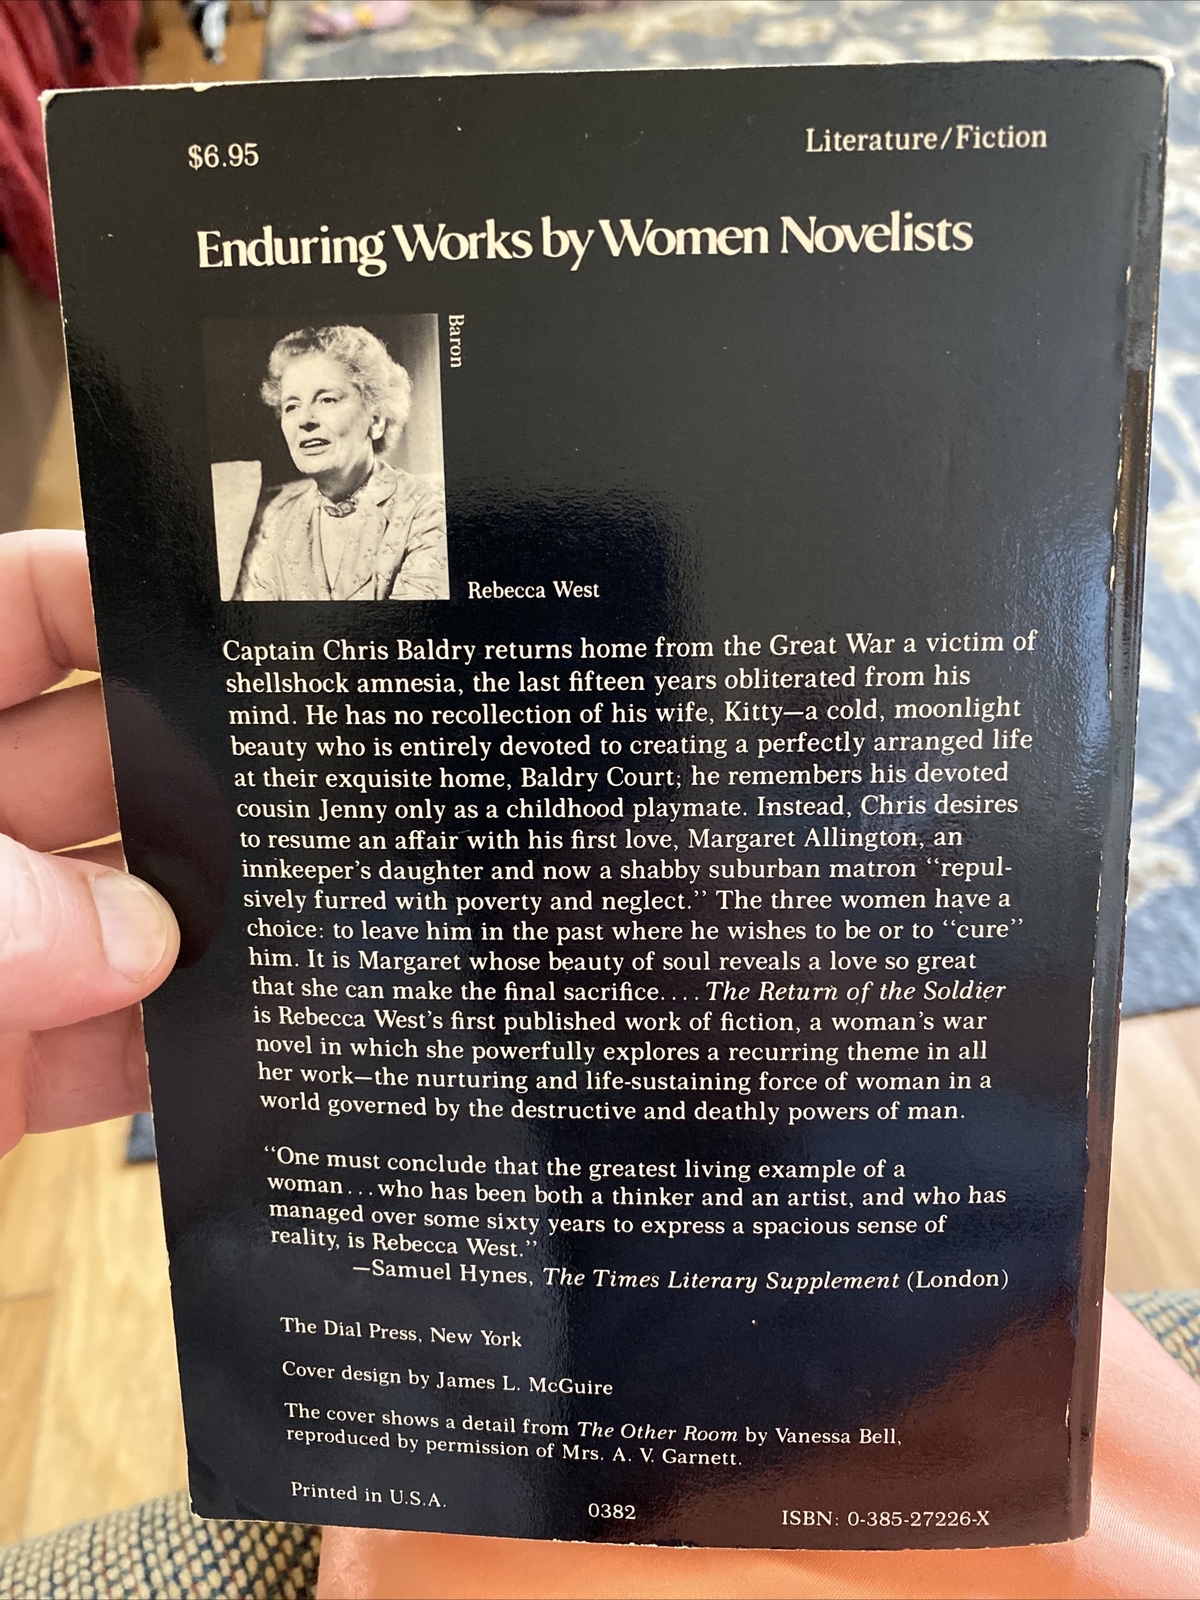 $6.95
Literature/Fiction
Enduring Works by Women Novelists
Baron
Rebecca West
Captain Chris Baldry returns home from the Great War a victim of
shellshock amnesia, the last fifteen years obliterated from his
mind. He has no recollection of his wife, Kitty—a cold, moonlight
beauty who is entirely devoted to creating a perfectly arranged life
at their exquisite home, Baldry Court; he remembers his devoted
cousin Jenny only as a childhood playmate. Instead, Chris desires
to resume an affair with his first love, Margaret Allington, an
innkeeper's daughter and now a shabby suburban matron “repul-
sively furred with poverty and neglect.” The three women have a
choice: to leave him in the past where he wishes to be or to “cure”
him. It is Margaret whose beauty of soul reveals a love so great
that she can make the final sacrifice.... The Return of the Soldier
is Rebecca West's first published work of fiction, a woman's war
novel in which she powerfully explores a recurring theme in all
her work—the nurturing and life-sustaining force of woman in a
world governed by the destructive and deathly powers of man.
“One must conclude that the greatest living example of a
woman...who has been both a thinker and an artist, and who has
managed over some sixty years to express a spacious sense of
reality, is Rebecca West.”
—Samuel Hynes, The Times Literary Supplement (London)
The Dial Press, New York
Cover design by James L. McGuire
The cover shows a detail from The Other Room by Vanessa Bell,
reproduced by permission of Mrs. A. V. Garnett.
Printed in U.S.A.
0382
ISBN: 0-385-27226-X